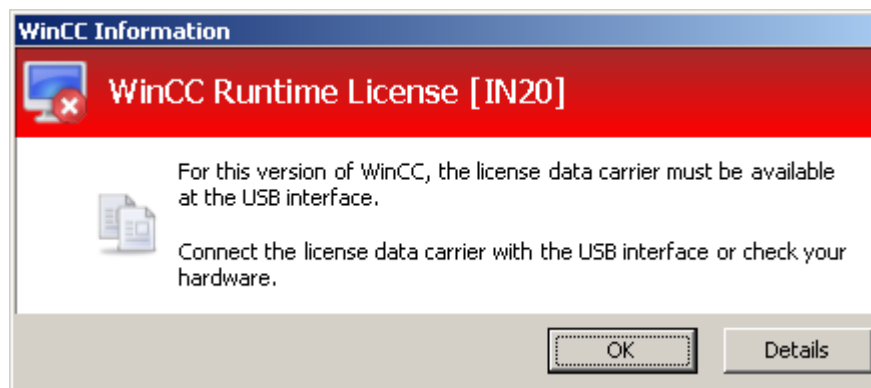 WinCC Information
WinCC Runtime License [IN20]
For this version of WinCC, the license data carrier must be available
at the USB interface.
Connect the license data carrier with the USB interface or check your
hardware.
OK
Details